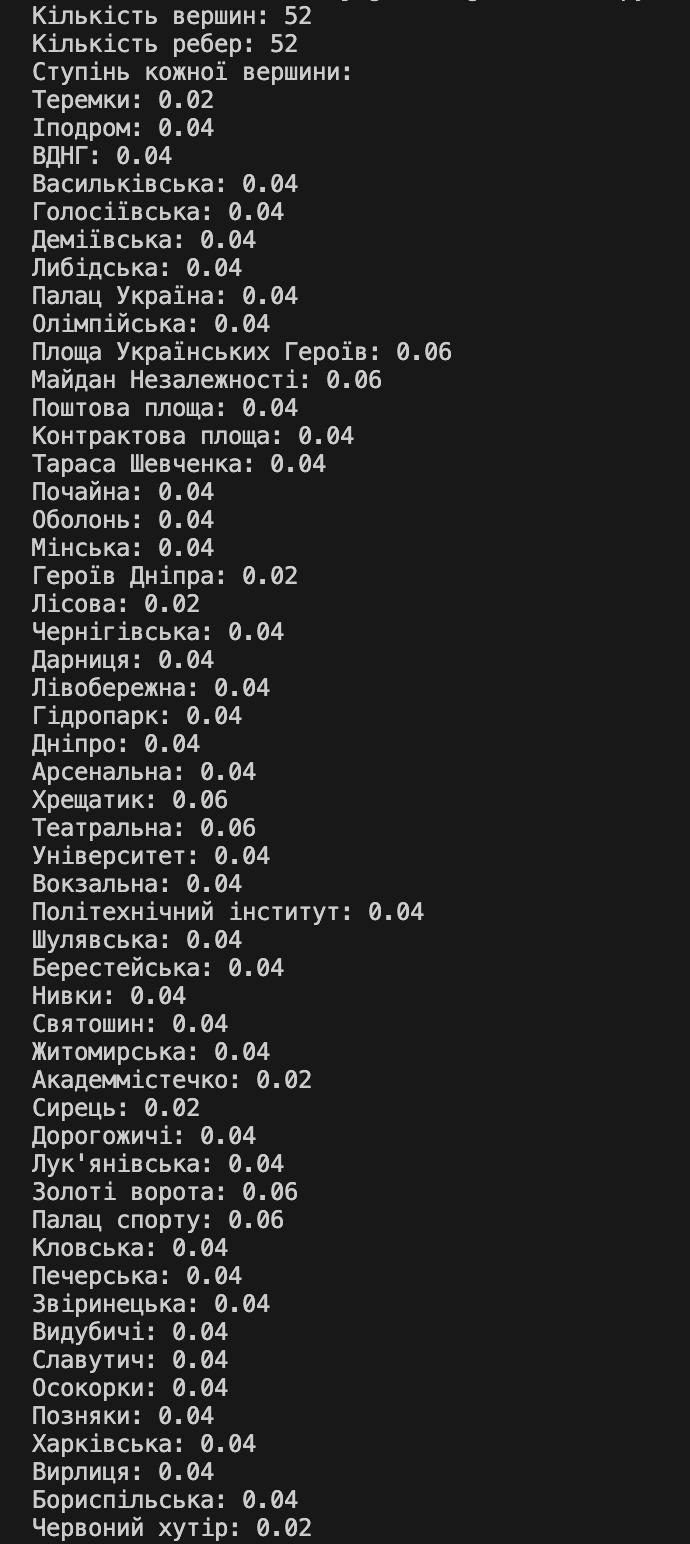 Кількість вершин: 52
Кількість ребер: 52
Ступінь кожної вершини:
Теремки: 0.02
Іподром: 0.04
ВДНГ: 0.04
Васильківська: 0.04
Голосіївська: 0.04
Деміївська: 0.04
Либідська: 0.04
Палац Україна: 0.04
Олімпійська: 0.04
Площа Українських Героїв: 0.06
Майдан Незалежності: 0.06
Поштова площа: 0.04
Контрактова площа: 0.04
Тараса Шевченка: 0.04
Почайна: 0.04
Оболонь: 0.04
Мінська: 0.04
Героїв Дніпра: 0.02
Лісова: 0.02
Чернігівська: 0.04
Дарниця: 0.04
Лівобережна: 0.04
Гідропарк: 0.04
Дніпро: 0.04
Арсенальна: 0.04
Хрещатик: 0.06
Театральна: 0.06
Університет: 0.04
Вокзальна: 0.04
Політехнічний інститут: 0.04
Шулявська: 0.04
Берестейська: 0.04
Нивки: 0.04
Святошин: 0.04
Житомирська: 0.04
Академмістечко: 0.02
Сирець: 0.02
Дорогожичі: 0.04
Лук'янівська: 0.04
Золоті ворота: 0.06
Палац спорту: 0.06
Кловська: 0.04
Печерська: 0.04
Звіринецька: 0.04
Видубичі: 0.04
Славутич: 0.04
Осокорки: 0.04
Позняки: 0.04
Харківська: 0.04
Вирлиця: 0.04
Бориспільська: 0.04
Червоний хутір: 0.02